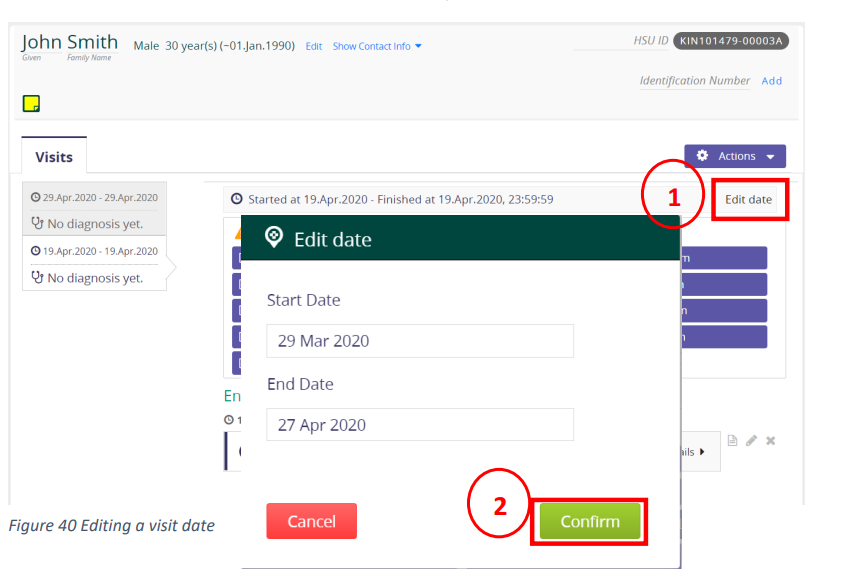 John Smith Male 30 year(s) (~01.Jan.1990) Edit Show Contact Info HSU ID KIN101479-00003A
Given Family Name
Identification Number Add
Visits
Actions
29.Apr.2020 - 29.Apr.2020
No diagnosis yet.
19.Apr.2020 - 19.Apr.2020
No diagnosis yet.
Started at 19.Apr.2020 - Finished at 19.Apr.2020, 23:59:59
1
Edit date
Edit date
Start Date
29 Mar 2020
End Date
27 Apr 2020
En
ails
Cancel
2
Confirm
Figure 40 Editing a visit date